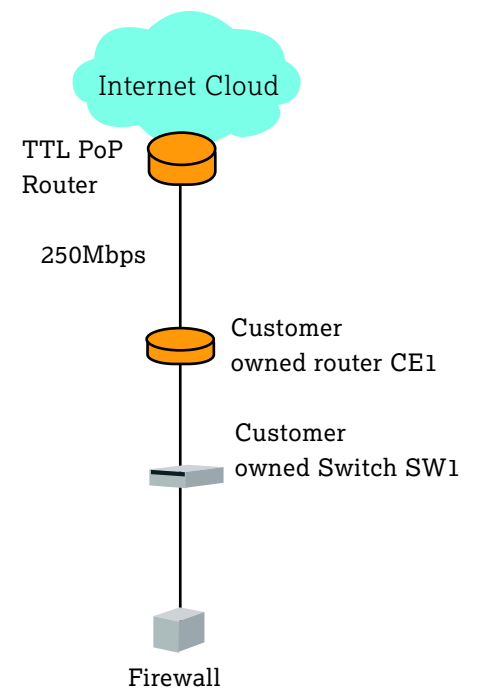 Internet Cloud
TTL PoP
Router
250Mbps
Customer
owned router CE1
Customer
owned Switch SW1
Firewall